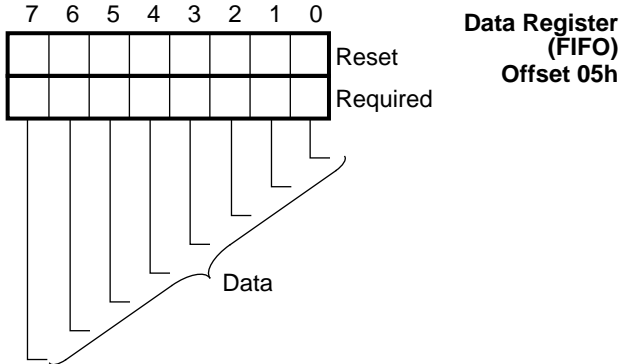 7 6 5 4 3 2 1 0
Reset
Required
Data
Data Register
(FIFO)
Offset 05h